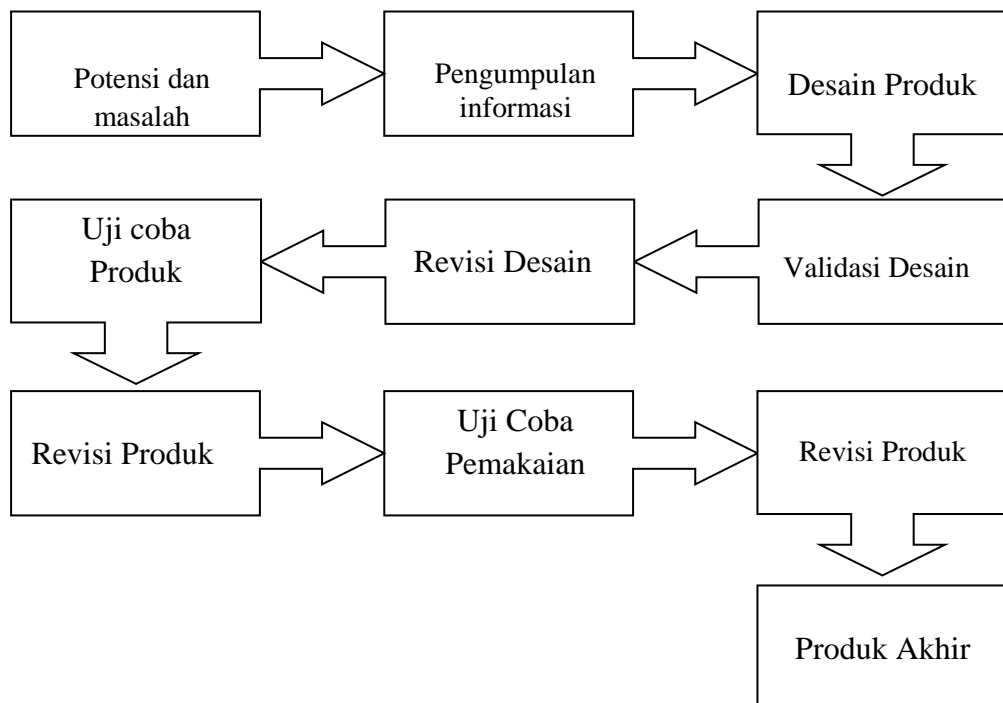 Potensi dan
masalah
Pengumpulan
informasi
Desain Produk
Validasi Desain
Revisi Desain
Uji coba
Produk
Revisi Produk
Uji Coba
Pemakaian
Revisi Produk
Produk Akhir